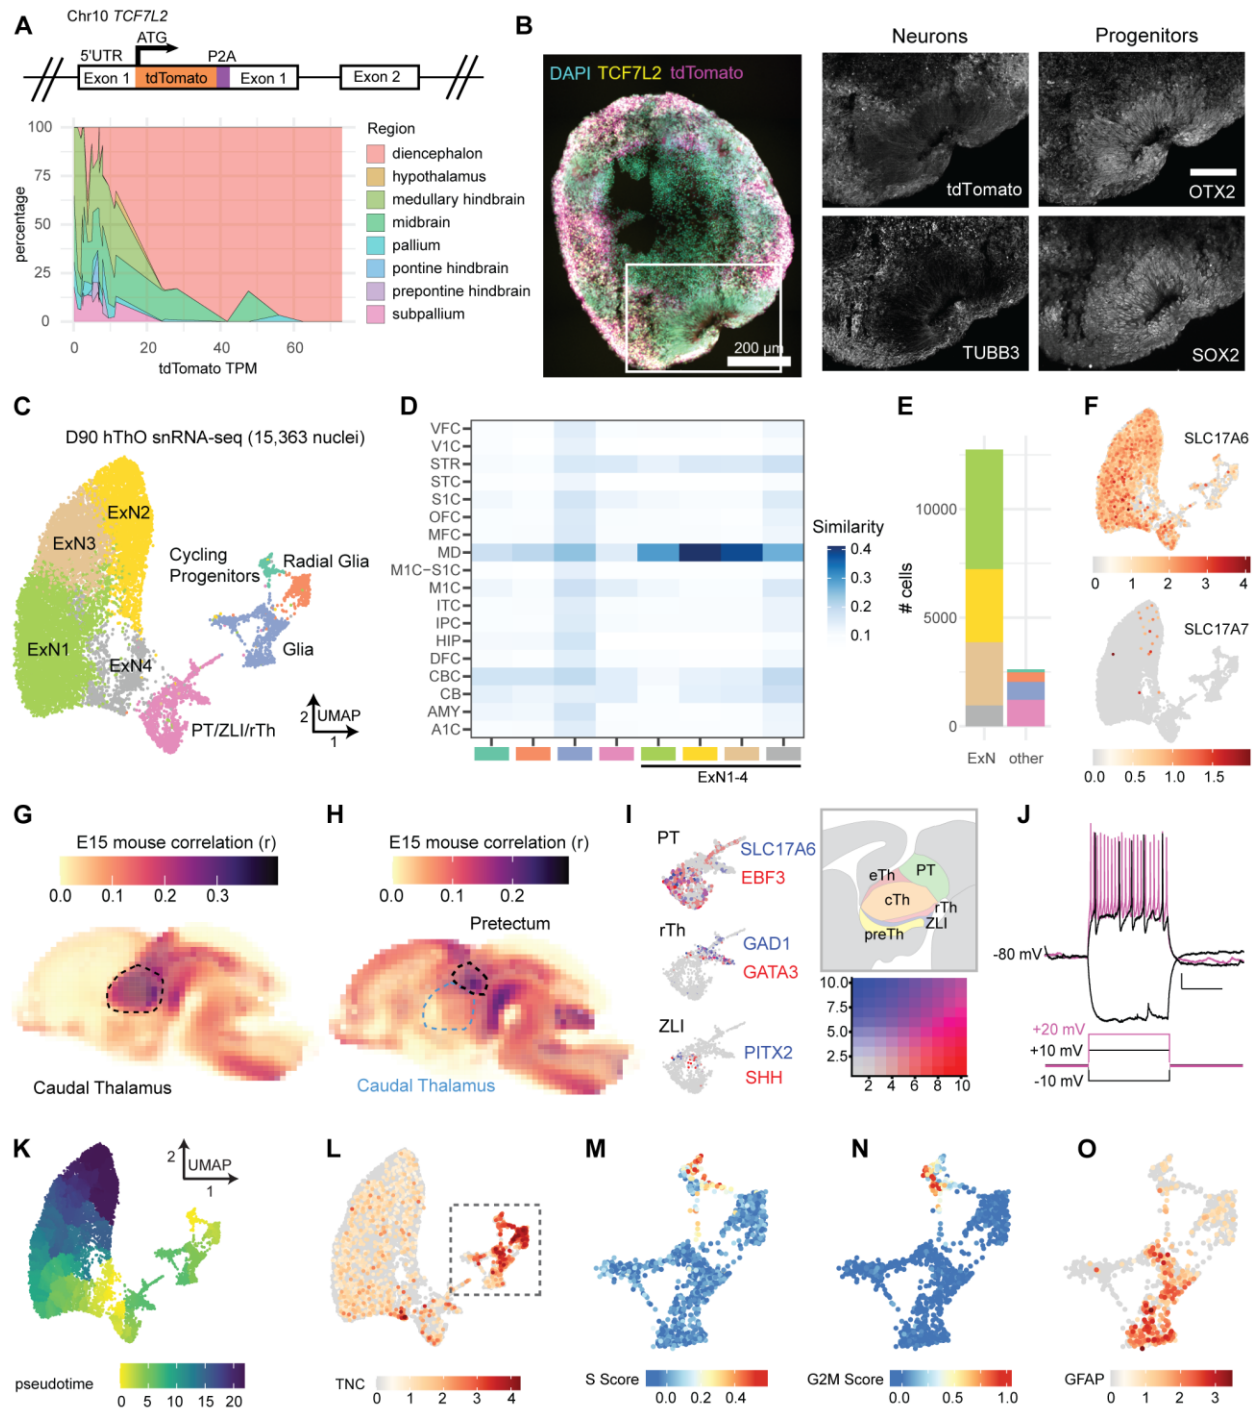 A
Chr10 TCF7L2
ATG
5'UTR
P2A
Exon 1
tdTomato
Exon 1
Exon 2
100
75
50
25
0
percentage
0
20
40
60
tdTomato TPM
Region
diencephalon
hypothalamus
medullary hindbrain
midbrain
pallium
pontine hindbrain
prepontine hindbrain
subpallium
B
DAPI TCF7L2 tdTomato
200 µm
Neurons
Progenitors
tdTomato
OTX2
TUBB3
SOX2
C
D90 hThO snRNA-seq (15,363 nuclei)
ExN2
ExN3
ExN1
ExN4
Cycling
Progenitors
Radial Glia
Glia
PT/ZLI/rTh
2
UMAP
1
D
VFC
V1C
STR
STC
S1C
OFC
MFC
MD
M1C−S1C
M1C
ITC
IPC
HIP
DFC
CBC
CB
AMY
A1C
ExN1-4
Similarity
0.4
0.3
0.2
0.1
E
# cells
10000
5000
0
ExN
other
F
SLC17A6
0 1 2 3 4
SLC17A7
0.0 0.5 1.0 1.5
G
E15 mouse correlation (r)
0.0 0.1 0.2 0.3
Caudal Thalamus
H
E15 mouse correlation (r)
0.0 0.1 0.2
Pretectum
Caudal Thalamus
I
PT
SLC17A6
EBF3
rTh
GAD1
GATA3
ZLI
PITX2
SHH
eTh
PT
cTh
rTh
ZLI
preTh
10.0
7.5
5.0
2.5
2 4 6 8 10
J
-80 mV
+20 mV
+10 mV
-10 mV
K
2
UMAP
1
pseudotime
0 5 10 15 20
L
TNC
0 1 2 3 4
M
S Score
0.0 0.2 0.4
N
G2M Score
0.0 0.5 1.0
O
GFAP
0 1 2 3